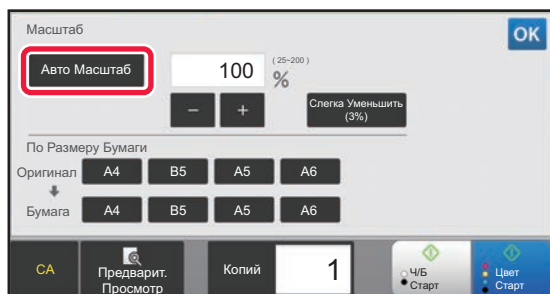 Масштаб
OK
Авто Масштаб
100
(25~200)
%
−
+
Слегка Уменьшить
(3%)
По Размеру Бумаги
Оригинал
A4
B5
A5
A6
Бумага
A4
B5
A5
A6
CA
Предварит.
Просмотр
Копий
1
Ч/Б
Старт
Цвет
Старт